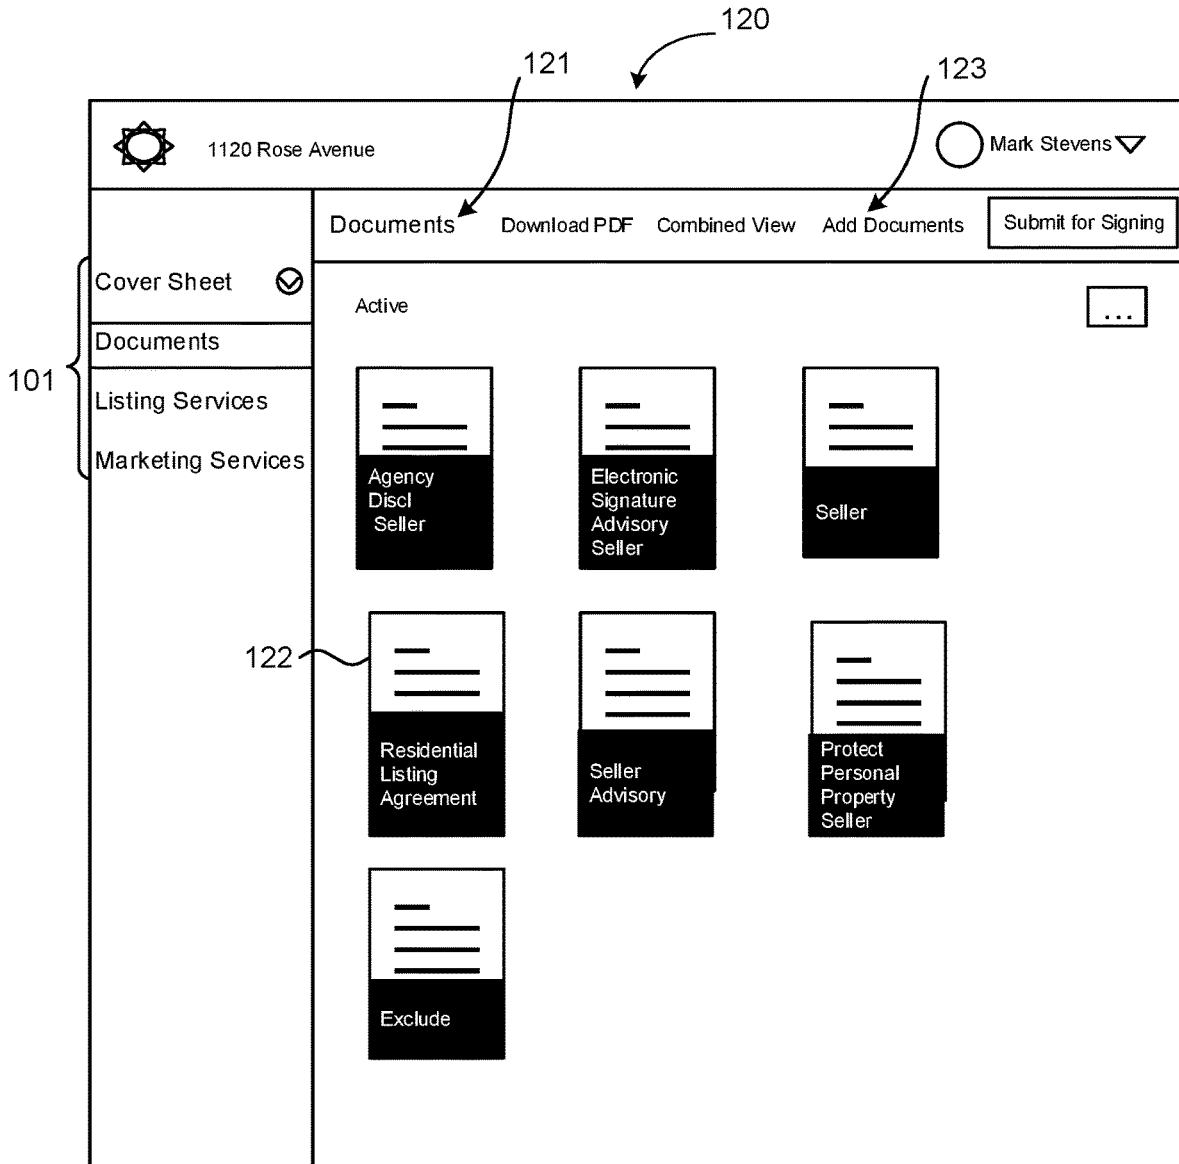 120
121
123
1120 Rose Avenue
Mark Stevens
Documents
Download PDF
Combined View
Add Documents
Submit for Signing
101
Cover Sheet
Documents
Listing Services
Marketing Services
Active
...
Agency
Discl
Seller
Electronic
Signature
Advisory
Seller
Seller
122
Residential
Listing
Agreement
Seller
Advisory
Protect
Personal
Property
Seller
Exclude